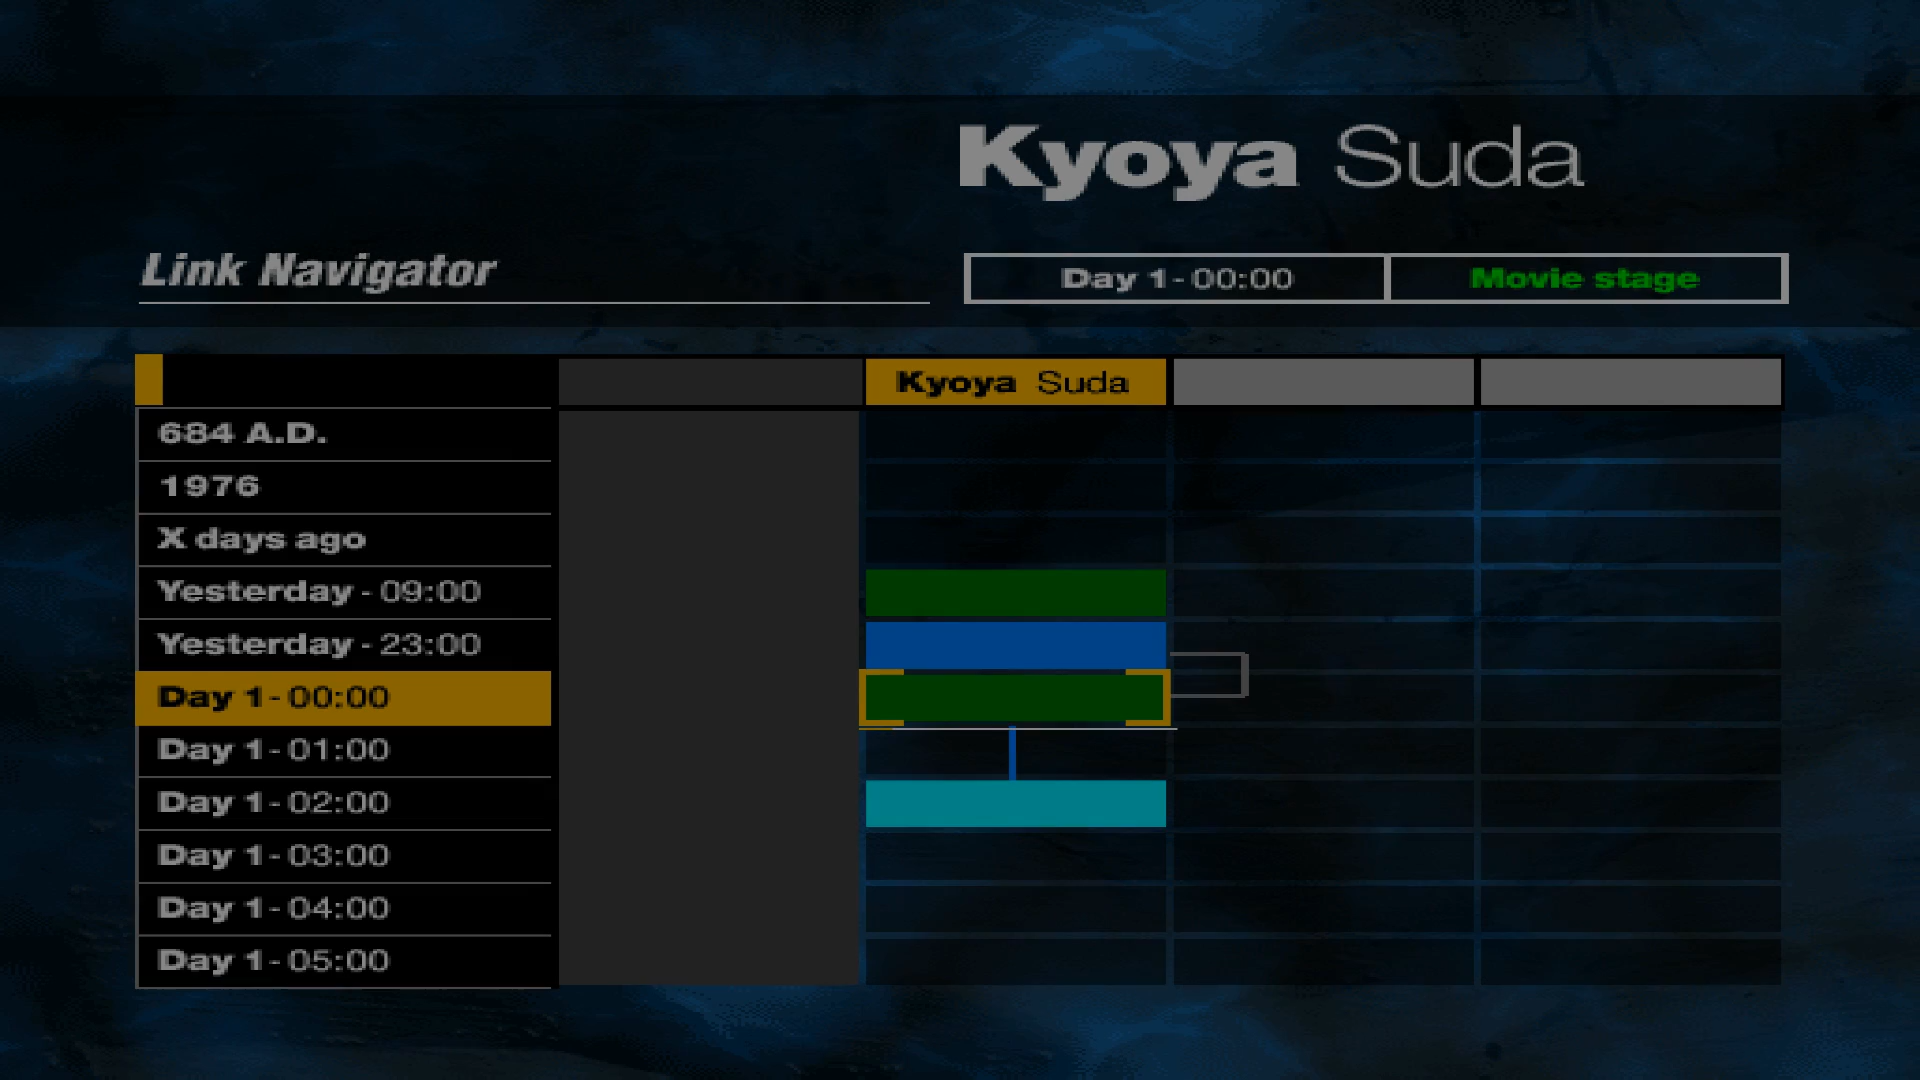 Kyoya Suda
Link Navigator
Day 1 - 00:00
Movie stage
Kyoya Suda
684 A.D.
1976
X days ago
Yesterday - 09:00
Yesterday - 23:00
Day 1 - 00:00
Day 1 - 01:00
Day 1 - 02:00
Day 1 - 03:00
Day 1 - 04:00
Day 1 - 05:00